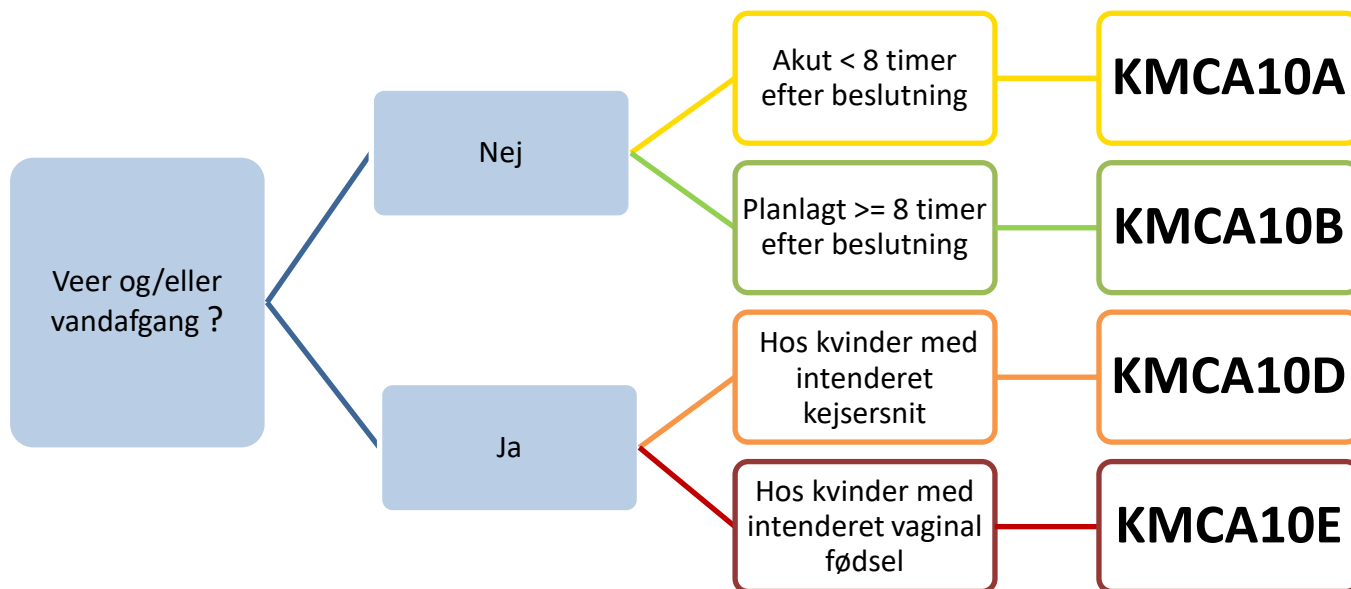 Veer og/eller
vandafgang ?
Nej
Akut < 8 timer
efter beslutning
KMCA10A
Planlagt >= 8 timer
efter beslutning
KMCA10B
Ja
Hos kvinder med
intenderet
kejsersnit
KMCA10D
Hos kvinder med
intenderet vaginal
fødsel
KMCA10E